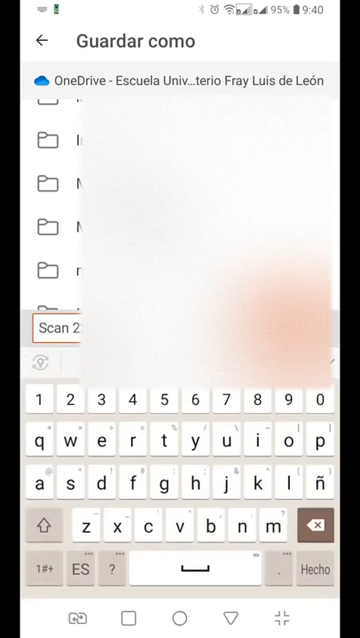 95% 9:40
Guardar como
OneDrive - Escuela Univ...terio Fray Luis de León
Scan 2
1 2 3 4 5 6 7 8 9 0
q w e r t y u i o p
a s d f g h j k l ñ
z x c v b n m
1#+ ES ? . Hecho